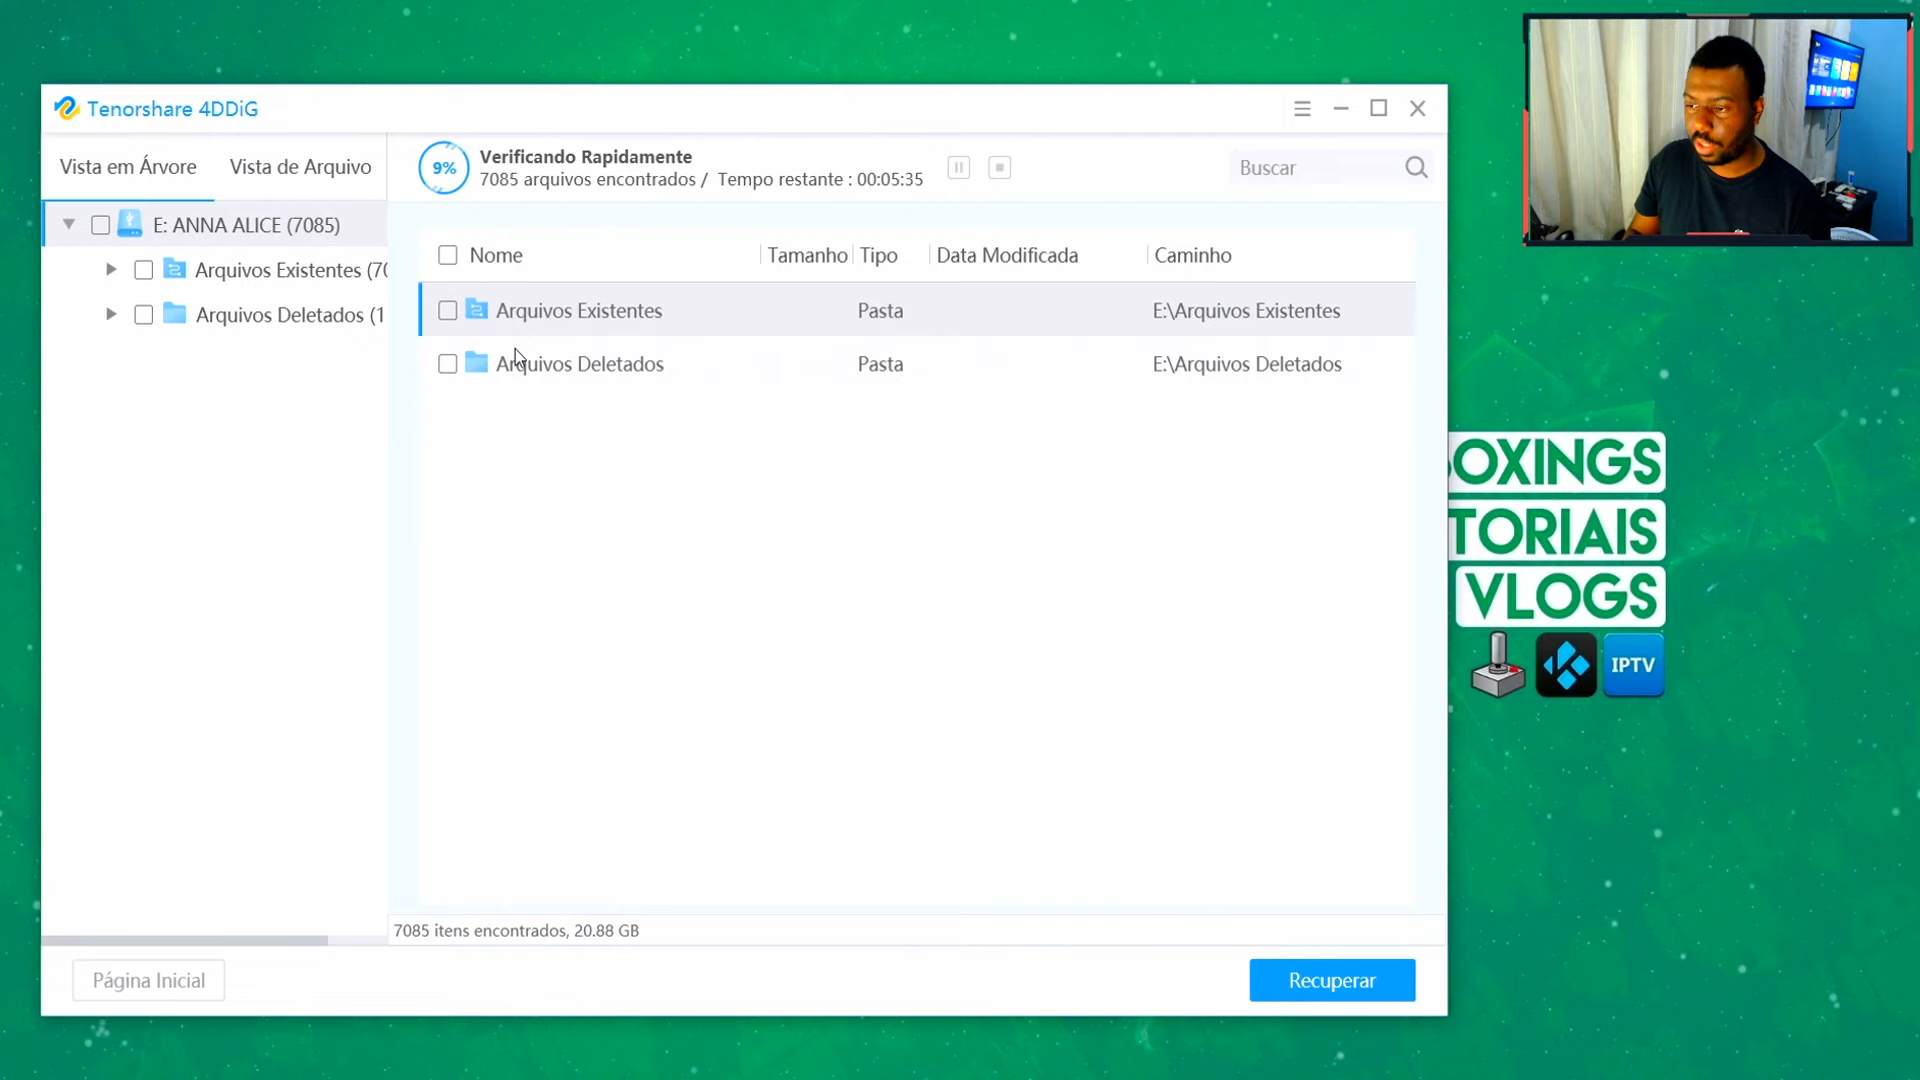 Tenorshare 4DDiG
Vista em Árvore
Vista de Arquivo
9%
Verificando Rapidamente
7085 arquivos encontrados / Tempo restante : 00:05:35
Buscar
E: ANNA ALICE (7085)
Arquivos Existentes (70
Arquivos Deletados (1
Nome
Tamanho
Tipo
Data Modificada
Caminho
Arquivos Existentes
Pasta
E:\Arquivos Existentes
Arquivos Deletados
Pasta
E:\Arquivos Deletados
OXINGS
TORIAIS
VLOGS
IPTV
7085 itens encontrados, 20.88 GB
Página Inicial
Recuperar